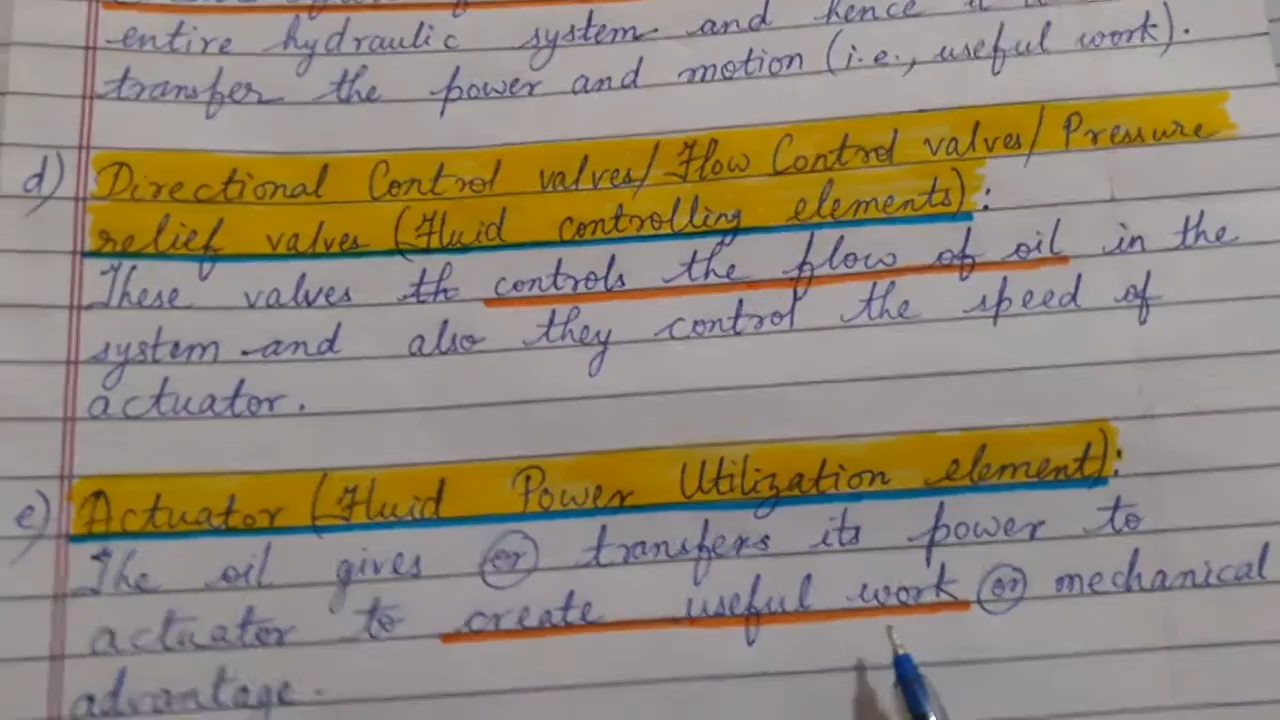 entire hydraulic system and hence
transfer the power and motion (i.e., useful work).
d) Directional Control valves/Flow Control valves/Pressure
relief valves (Fluid controlling elements):
These valves controls the flow of oil in the
system and also they control the speed of
actuator.
e) Actuator (Fluid Power Utilization element):
The oil gives or transfers its power to
actuator to create useful work or mechanical
advantage.